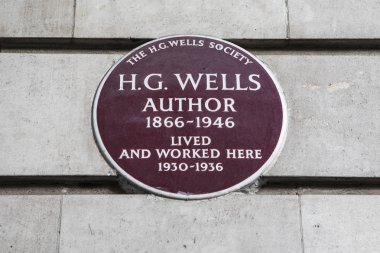 THE H.G. WELLS SOCIETY
H.G. WELLS
AUTHOR
1866-1946
LIVED
AND WORKED HERE
1930-1936